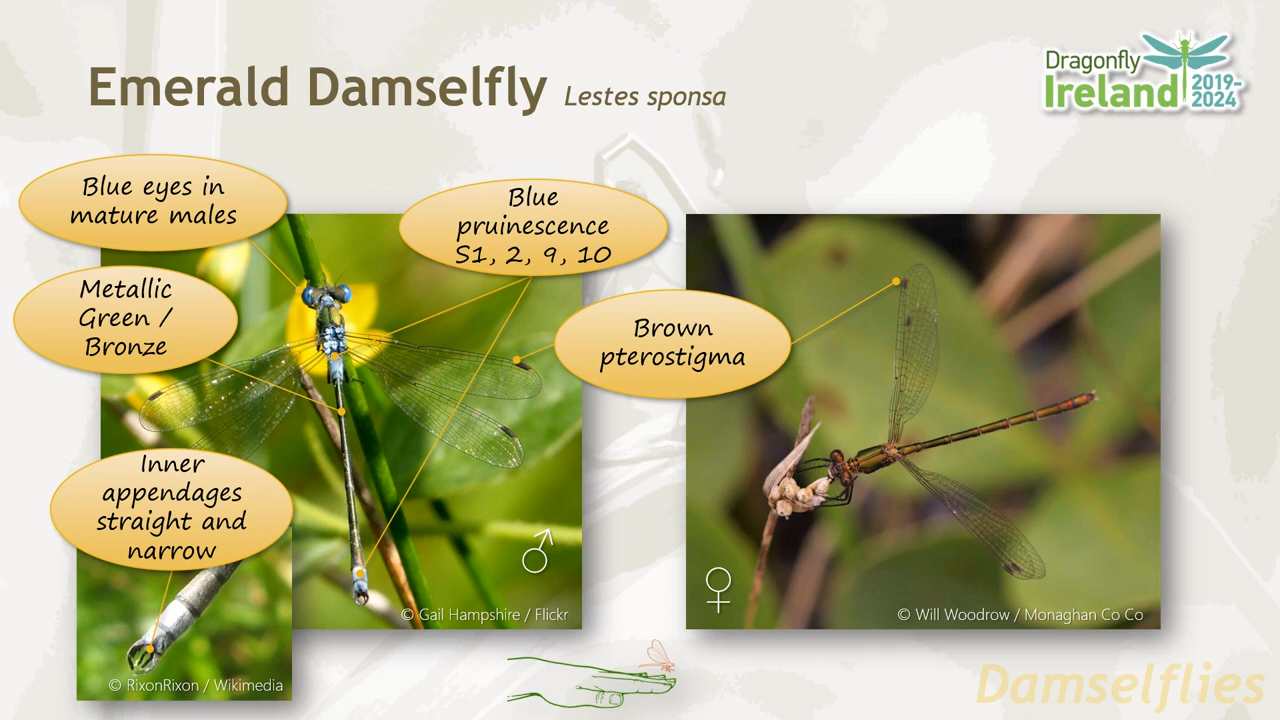 Emerald Damselfly Lestes sponsa
Dragonfly
Ireland 2019-
2024
Blue eyes in
mature males
Blue
pruinescence
S1, 2, 9, 10
Metallic
Green /
Bronze
Brown
pterostigma
Inner
appendages
straight and
narrow
♂
♀
© Gail Hampshire / Flickr
© Will Woodrow / Monaghan Co Co
© RixonRixon / Wikimedia
Damselflies